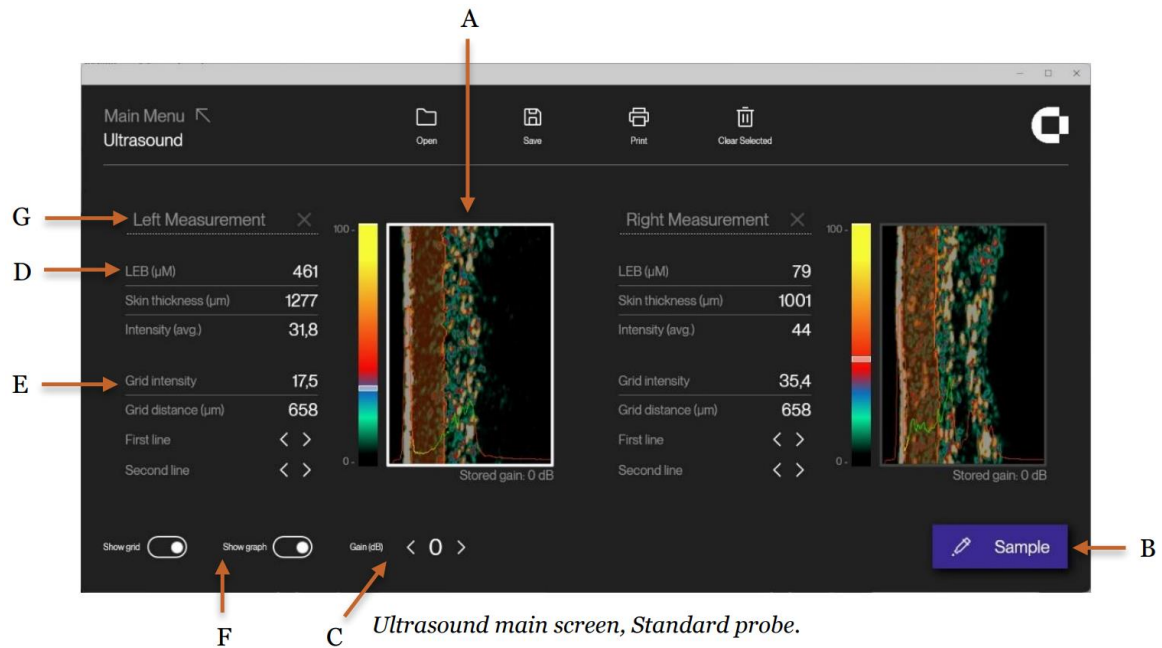 A
Main Menu
Ultrasound
Open
Save
Print
Clear Selected
G
Left Measurement
100 -
Right Measurement
100 -
D
LEB (µM) 461
LEB (µM) 79
Skin thickness (µm) 1277
Skin thickness (µm) 1001
Intensity (avg.) 31,8
Intensity (avg.) 44
E
Grid intensity 17,5
Grid intensity 35,4
Grid distance (µm) 658
Grid distance (µm) 658
First line < >
First line < >
Second line < >
Second line < >
0 -
0 -
Stored gain: 0 dB
Stored gain: 0 dB
Show grid
Show graph
Gain (dB) < 0 >
Sample
B
F
C
Ultrasound main screen, Standard probe.